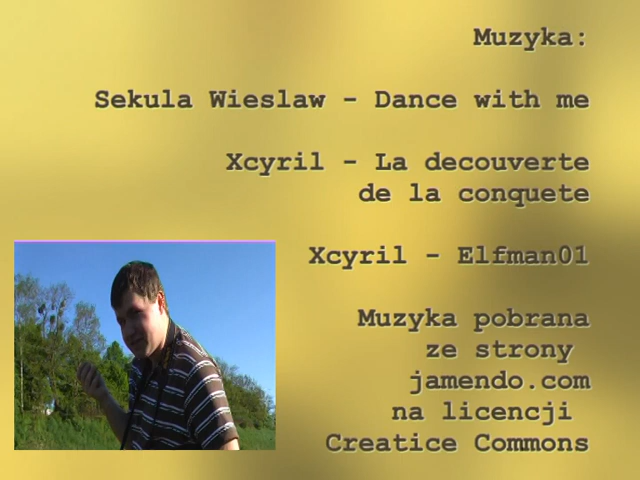 Muzyka:
Sekula Wieslaw - Dance with me
Xcyril - La decouverte
de la conquete
Xcyril - Elfman01
Muzyka pobrana
ze strony
jamendo.com
na licencji
Creatice Commons